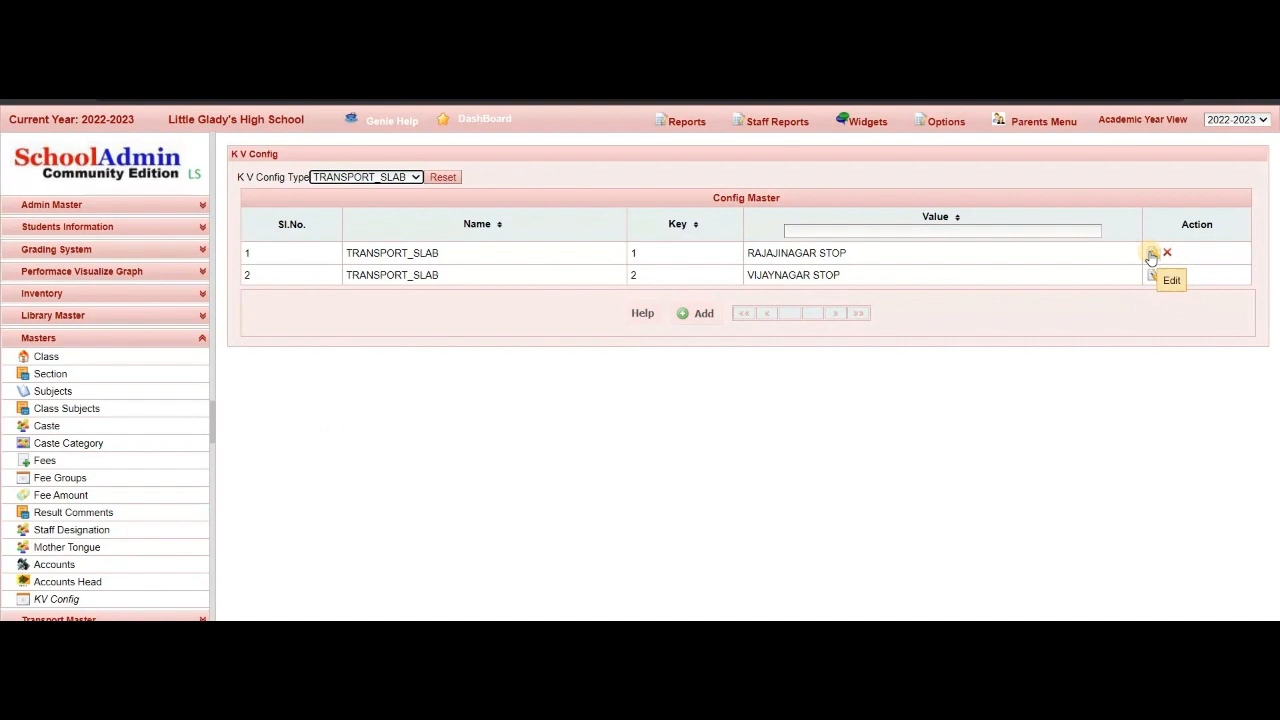 Current Year: 2022-2023 Little Glady's High School Genie Help DashBoard Reports Staff Reports Widgets Options Parents Menu Academic Year View 2022-2023
SchoolAdmin
Community Edition LS
Admin Master
Students Information
Grading System
Performace Visualize Graph
Inventory
Library Master
Masters
Class
Section
Subjects
Class Subjects
Caste
Caste Category
Fees
Fee Groups
Fee Amount
Result Comments
Staff Designation
Mother Tongue
Accounts
Accounts Head
KV Config
Transport Master
K V Config
K V Config Type TRANSPORT_SLAB Reset
Config Master
Sl.No. Name Key Value Action
1 TRANSPORT_SLAB 1 RAJAJINAGAR STOP
2 TRANSPORT_SLAB 2 VIJAYNAGAR STOP
Edit
Help Add << < > >>